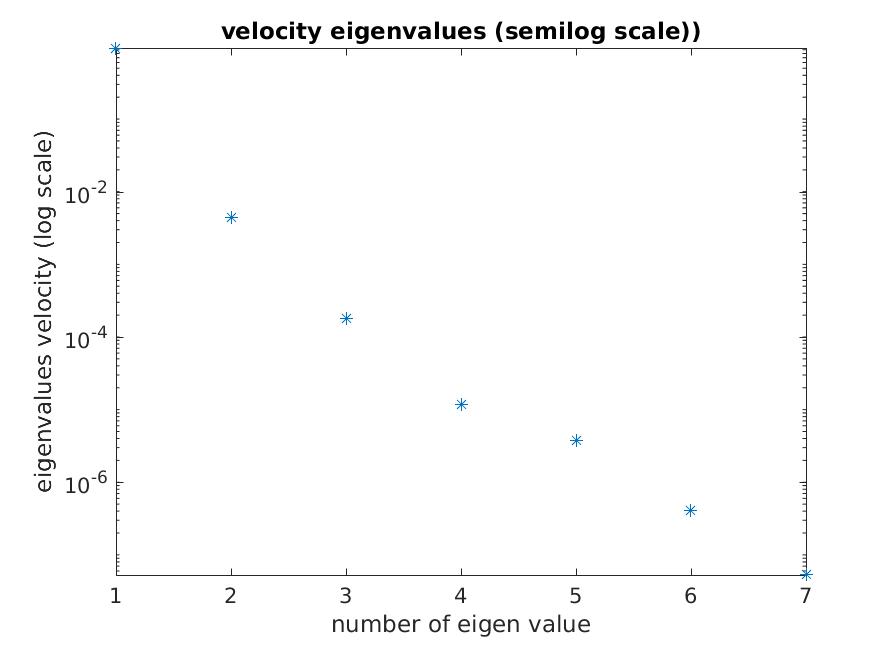 velocity eigenvalues (semilog scale))
eigenvalues velocity (log scale)
10^-2
10^-4
10^-6
1 2 3 4 5 6 7
number of eigen value